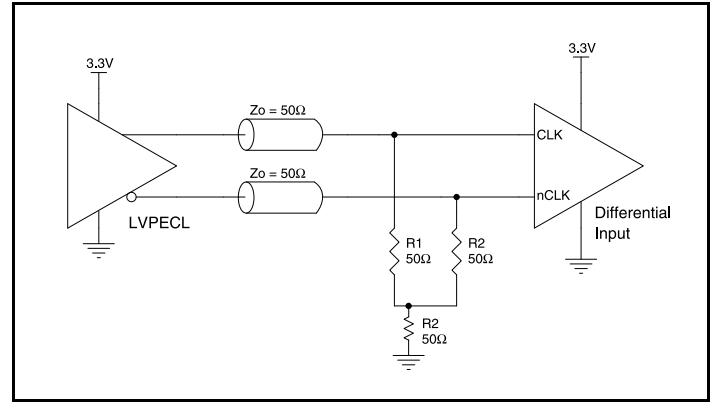 3.3V
3.3V
Zo = 50Ω
CLK
Zo = 50Ω
nCLK
LVPECL
Differential
Input
R1
50Ω
R2
50Ω
R2
50Ω